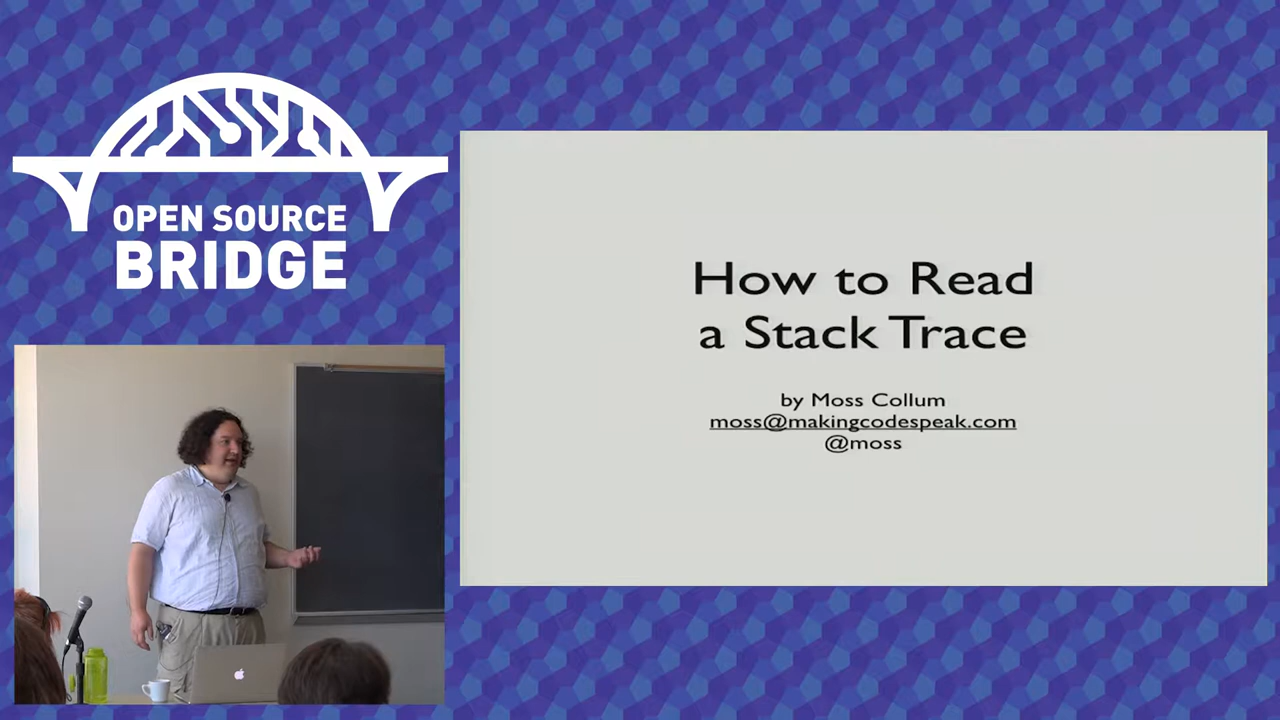 OPEN SOURCE
BRIDGE
How to Read
a Stack Trace
by Moss Collum
moss@makingcodespeak.com
@moss